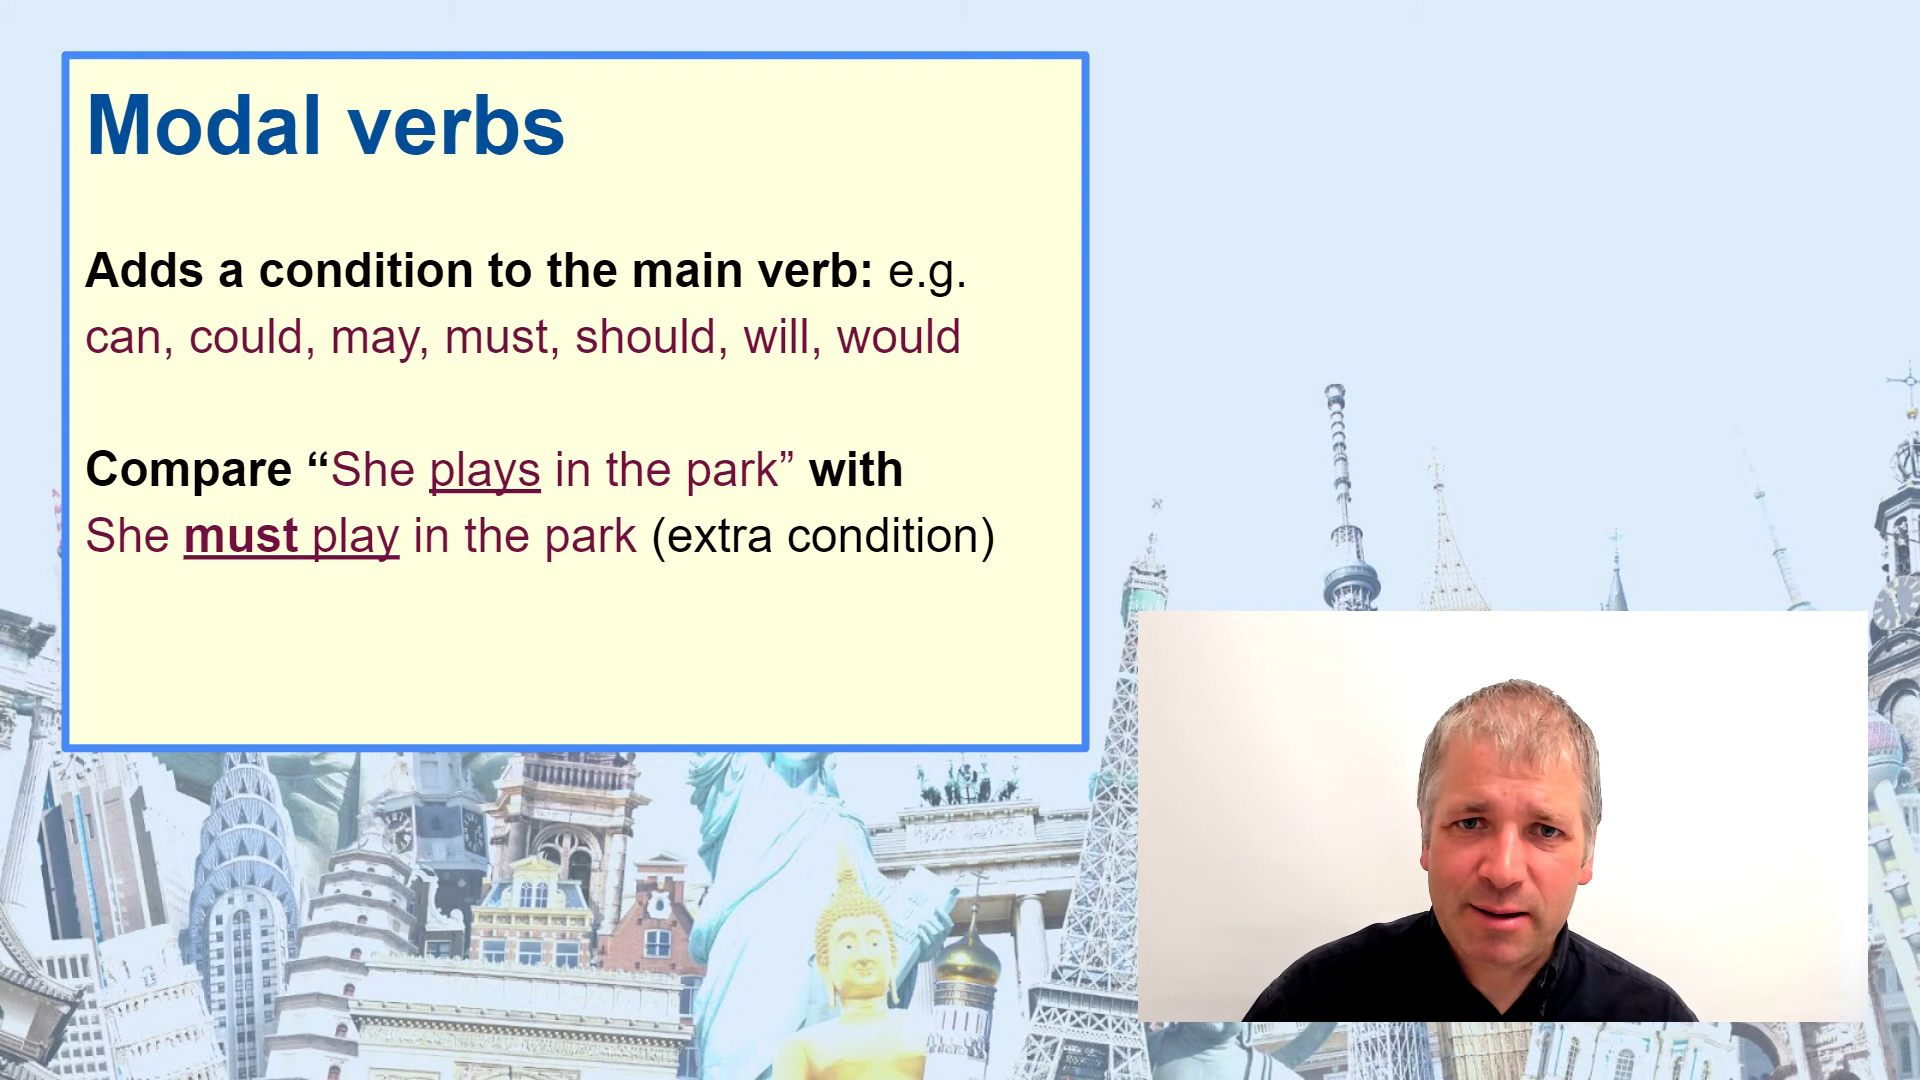 Modal verbs
Adds a condition to the main verb: e.g.
can, could, may, must, should, will, would
Compare “She plays in the park” with
She must play in the park (extra condition)